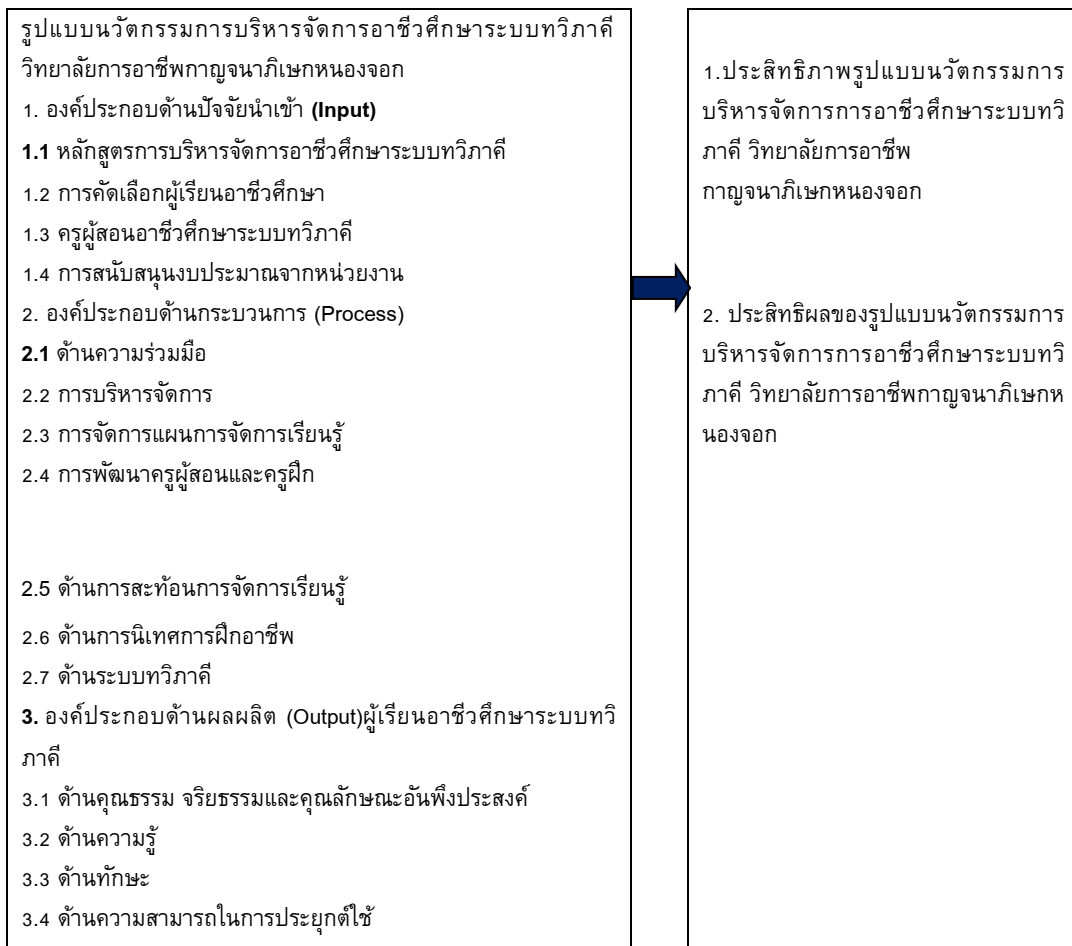 รูปแบบนวัตกรรมการบริหารจัดการอาชีวศึกษาระบบทวิภาคี
วิทยาลัยการอาชีพกาญจนาภิเษกหนองจอก
1. องค์ประกอบด้านปัจจัยนำเข้า (Input)
1.1 หลักสูตรการบริหารจัดการอาชีวศึกษาระบบทวิภาคี
1.2 การคัดเลือกผู้เรียนอาชีวศึกษา
1.3 ครูผู้สอนอาชีวศึกษาระบบทวิภาคี
1.4 การสนับสนุนงบประมาณจากหน่วยงาน
2. องค์ประกอบด้านกระบวนการ (Process)
2.1 ด้านความร่วมมือ
2.2 การบริหารจัดการ
2.3 การจัดการแผนการจัดการเรียนรู้
2.4 การพัฒนาครูผู้สอนและครูฝึก
2.5 ด้านการสะท้อนการจัดการเรียนรู้
2.6 ด้านการนิเทศการฝึกอาชีพ
2.7 ด้านระบบทวิภาคี
3. องค์ประกอบด้านผลผลิต (Output)ผู้เรียนอาชีวศึกษาระบบทวิ
ภาคี
3.1 ด้านคุณธรรม จริยธรรมและคุณลักษณะอันพึงประสงค์
3.2 ด้านความรู้
3.3 ด้านทักษะ
3.4 ด้านความสามารถในการประยุกต์ใช้
1.ประสิทธิภาพรูปแบบนวัตกรรมการ
บริหารจัดการการอาชีวศึกษาระบบทวิ
ภาคี วิทยาลัยการอาชีพ
กาญจนาภิเษกหนองจอก
2. ประสิทธิผลของรูปแบบนวัตกรรมการ
บริหารจัดการการอาชีวศึกษาระบบทวิ
ภาคี วิทยาลัยการอาชีพกาญจนาภิเษกห
นองจอก